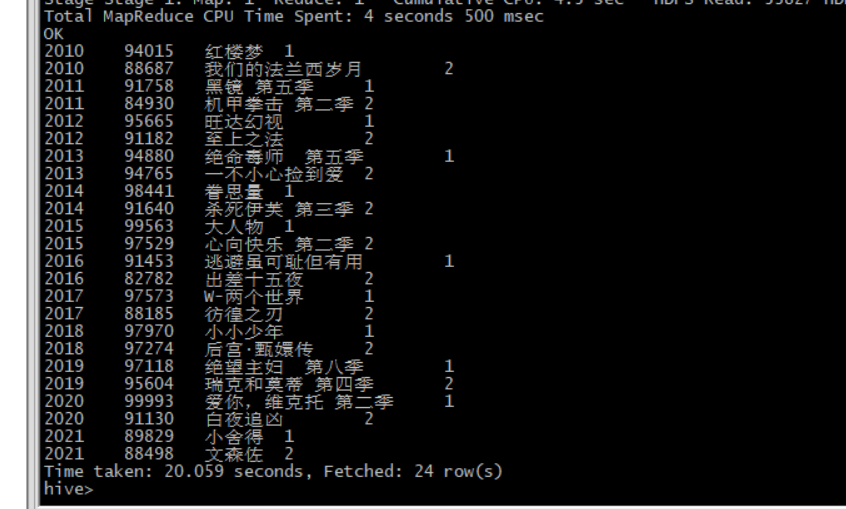 Total MapReduce CPU Time Spent: 4 seconds 500 msec
OK
2010 94015 红楼梦 1
2010 88687 我们的法兰西岁月 2
2011 91758 黑镜 第五季 1
2011 84930 机甲拳击 第二季 2
2012 95665 旺达幻视 1
2012 91182 至上之法 2
2013 94880 绝命毒师 第五季 1
2013 94765 一不小心捡到爱 2
2014 98441 眷思量 1
2014 91640 杀死伊芙 第三季 2
2015 99563 大人物 1
2015 97529 心向快乐 第二季 2
2016 91453 逃避虽可耻但有用 1
2016 82782 出差十五夜 2
2017 97573 W-两个世界 1
2017 88185 彷徨之刃 2
2018 97970 小小少年 1
2018 97274 后宫·甄嬛传 2
2019 97118 绝望主妇 第八季 1
2019 95604 瑞克和莫蒂 第四季 2
2020 99993 爱你，维克托 第二季 1
2020 91130 白夜追凶 2
2021 89829 小舍得 1
2021 88498 文森佐 2
Time taken: 20.059 seconds, Fetched: 24 row(s)
hive>